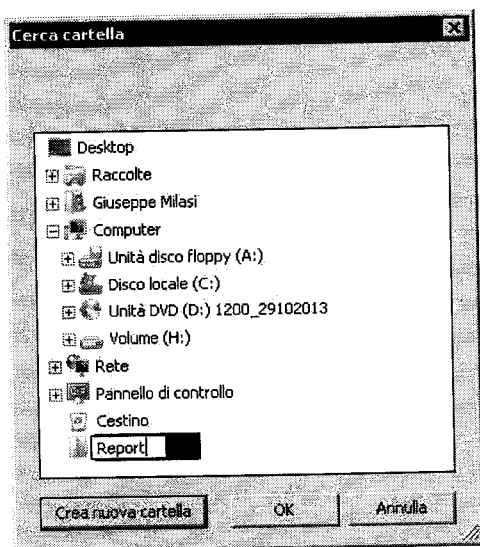 Cerca cartella
Desktop
Raccolte
Giuseppe Milasi
Computer
Unità disco floppy (A:)
Disco locale (C:)
Unità DVD (D:) 1200_29102013
Volume (H:)
Rete
Pannello di controllo
Cestino
Report
Crea nuova cartella OK Annulla